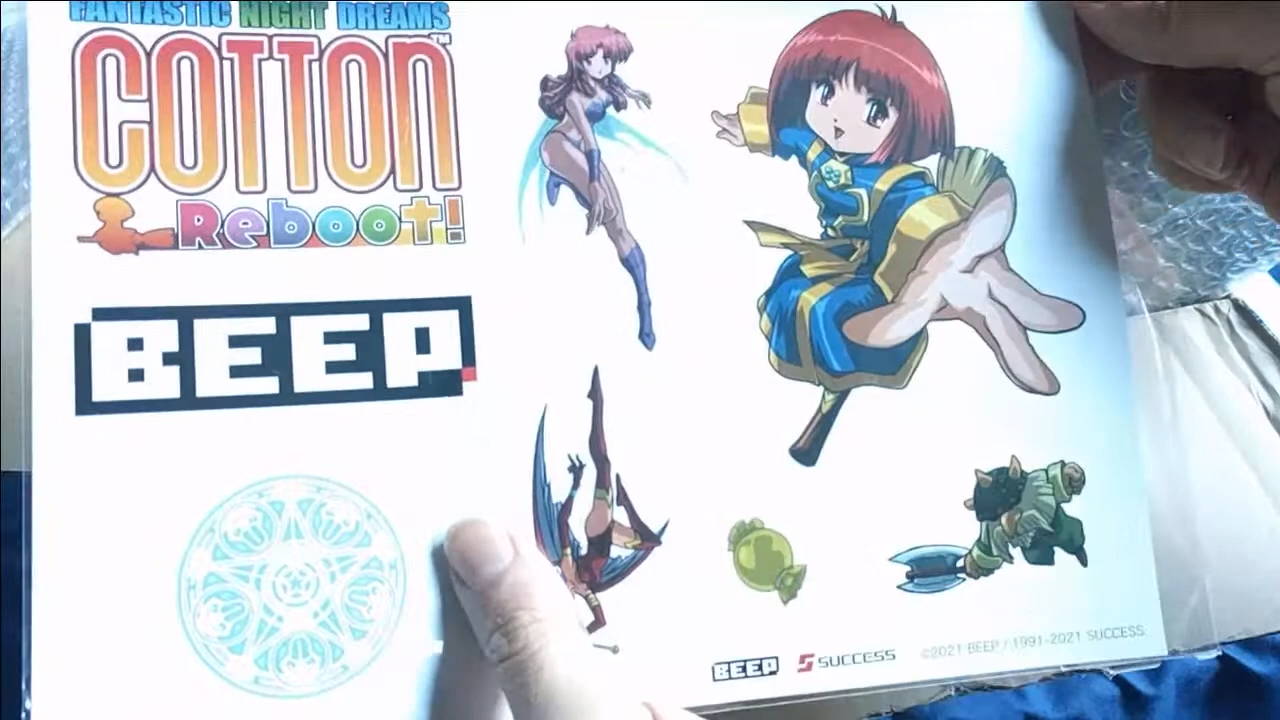 FANTASTIC NIGHT DREAMS
COTTON™
Reboot!
BEEP
BEEP SUCCESS ©2021 BEEP / 1991-2021 SUCCESS.